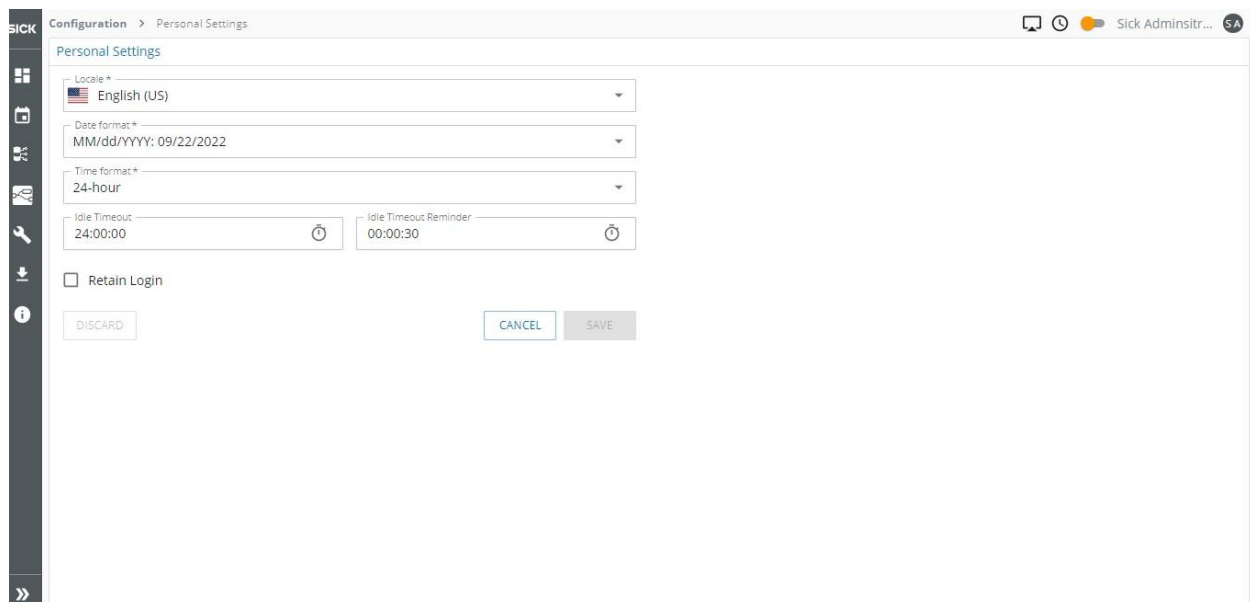 SICK
Configuration > Personal Settings
Sick Adminsitr... SA
Personal Settings
Locale *
English (US)
Date format *
MM/dd/YYYY: 09/22/2022
Time format *
24-hour
Idle Timeout
24:00:00
Idle Timeout Reminder
00:00:30
Retain Login
DISCARD
CANCEL
SAVE